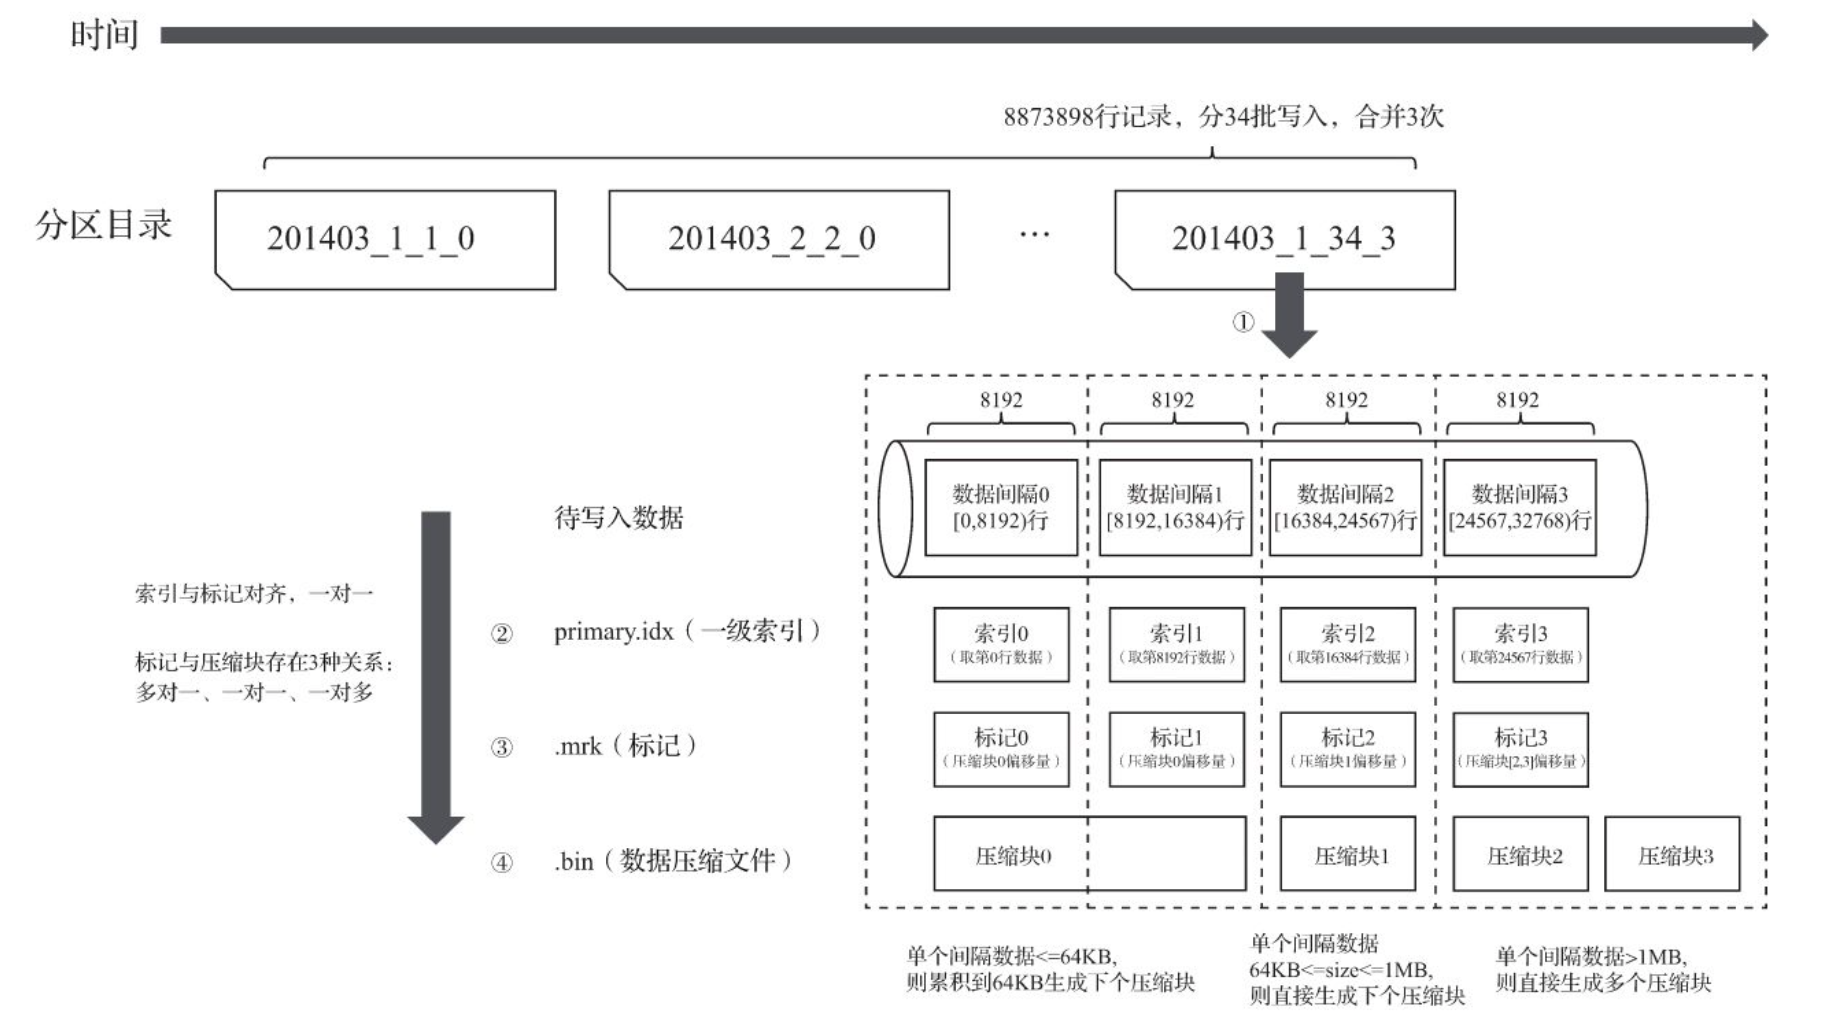 时间
8873898行记录，分34批写入，合并3次
分区目录
201403_1_1_0
201403_2_2_0
...
201403_1_34_3
①
8192
8192
8192
8192
待写入数据
数据间隔0
[0,8192)行
数据间隔1
[8192,16384)行
数据间隔2
[16384,24567)行
数据间隔3
[24567,32768)行
索引与标记对齐，一对一
标记与压缩块存在3种关系：
多对一、一对一、一对多
②
primary.idx（一级索引）
索引0
（取第0行数据）
索引1
（取第8192行数据）
索引2
（取第16384行数据）
索引3
（取第24567行数据）
③
.mrk（标记）
标记0
（压缩块0偏移量）
标记1
（压缩块0偏移量）
标记2
（压缩块1偏移量）
标记3
（压缩块[2,3]偏移量）
④
.bin（数据压缩文件）
压缩块0
压缩块1
压缩块2
压缩块3
单个间隔数据<=64KB,
则累积到64KB生成下个压缩块
单个间隔数据
64KB<=size<=1MB,
则直接生成下个压缩块
单个间隔数据>1MB,
则直接生成多个压缩块